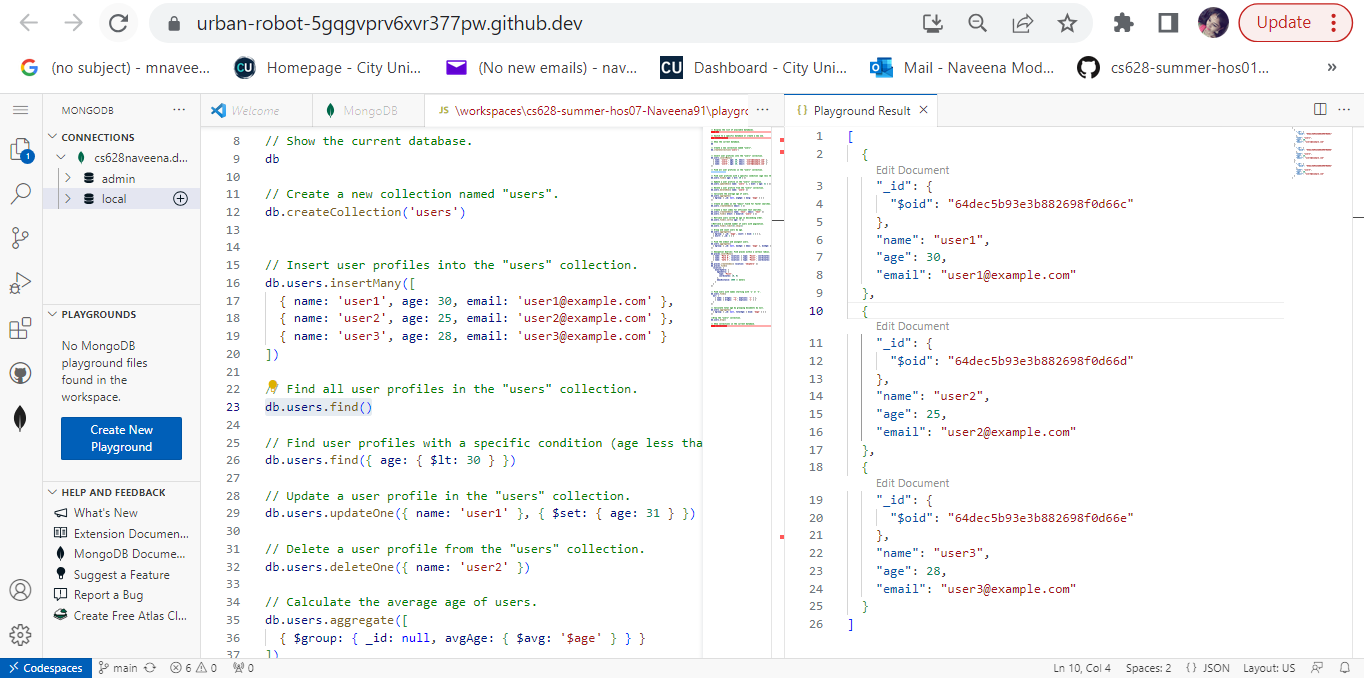 urban-robot-5gqgvprv6xvr377pw.github.dev
Update
(no subject) - mnavee...
Homepage - City Uni...
(No new emails) - nav...
Dashboard - City Uni...
Mail - Naveena Mod...
cs628-summer-hos01...
»
MONGODB
CONNECTIONS
cs628naveena.d...
admin
local
PLAYGROUNDS
No MongoDB
playground files
found in the
workspace.
Create New
Playground
HELP AND FEEDBACK
What's New
Extension Documen...
MongoDB Docume...
Suggest a Feature
Report a Bug
Create Free Atlas Cl...
Welcome
MongoDB
JS \workspaces\cs628-summer-hos07-Naveena91\playgro
8 // Show the current database.
9 db
10
11 // Create a new collection named "users".
12 db.createCollection('users')
13
14
15 // Insert user profiles into the "users" collection.
16 db.users.insertMany([
17 { name: 'user1', age: 30, email: 'user1@example.com' },
18 { name: 'user2', age: 25, email: 'user2@example.com' },
19 { name: 'user3', age: 28, email: 'user3@example.com' }
20 ])
21
22 / Find all user profiles in the "users" collection.
23 db.users.find()
24
25 // Find user profiles with a specific condition (age less tha
26 db.users.find({ age: { $lt: 30 } })
27
28 // Update a user profile in the "users" collection.
29 db.users.updateOne({ name: 'user1' }, { $set: { age: 31 } })
30
31 // Delete a user profile from the "users" collection.
32 db.users.deleteOne({ name: 'user2' })
33
34 // Calculate the average age of users.
35 db.users.aggregate([
36 { $group: { _id: null, avgAge: { $avg: '$age' } } }
37 ])
{} Playground Result
1 [
2 {
Edit Document
3 "_id": {
4 "$oid": "64dec5b93e3b882698f0d66c"
5 },
6 "name": "user1",
7 "age": 30,
8 "email": "user1@example.com"
9 },
10 {
Edit Document
11 "_id": {
12 "$oid": "64dec5b93e3b882698f0d66d"
13 },
14 "name": "user2",
15 "age": 25,
16 "email": "user2@example.com"
17 },
18 {
Edit Document
19 "_id": {
20 "$oid": "64dec5b93e3b882698f0d66e"
21 },
22 "name": "user3",
23 "age": 28,
24 "email": "user3@example.com"
25 }
26 ]
Codespaces
main
6
0
0
Ln 10, Col 4
Spaces: 2
{} JSON
Layout: US